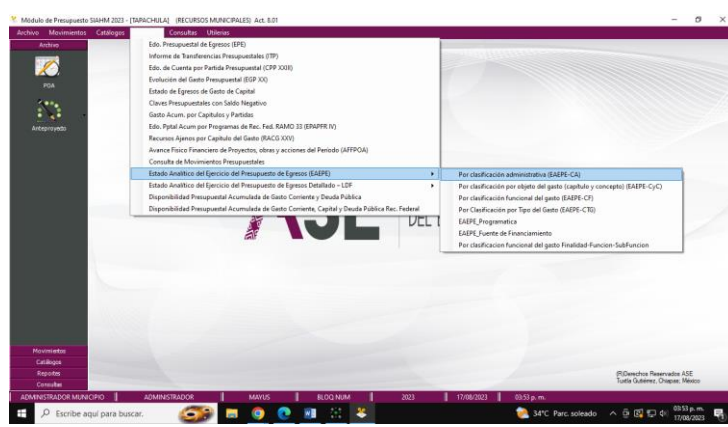 Módulo de Presupuesto SIAHM 2023 - [TAPACHULA] (RECURSOS MUNICIPALES) Act. 8.01
Archivo Movimientos Catálogos Consultas Utilerias
Archivo
PGA
Anteproyecto
Edo. Presupuestal de Egresos (EPE)
Informe de Transferencias Presupuestales (ITP)
Edo. de Cuenta por Partida Presupuestal (CPP XXIII)
Evolución del Gasto Presupuestal (EGP XX)
Estado de Egresos de Gasto de Capital
Claves Presupuestales con Saldo Negativo
Gasto Acum. por Capitulos y Partidas
Edo. Pptal Acum por Programas de Rec. Fed. RAMO 33 (EPAPFR IV)
Recursos Ajenos por Capitulo del Gasto (RACG XXV)
Avance Fisico Financiero de Proyectos, obras y acciones del Periodo (AFFPOA)
Consulta de Movimientos Presupuestales
Estado Analitico del Ejercicio del Presupuesto de Egresos (EAEPE)
Estado Analitico del Ejercicio del Presupuesto de Egresos Detallado - LDF
Disponibilidad Presupuestal Acumulada de Gasto Corriente y Deuda Pública
Disponibilidad Presupuestal Acumulada de Gasto Corriente, Capital y Deuda Pública Rec. Federal
Por clasificación administrativa (EAEPE-CA)
Por clasificación por objeto del gasto (capitulo y concepto) (EAEPE-CyC)
Por clasificación funcional del gasto (EAEPE-CF)
Por Clasificación por Tipo del Gasto (EAEPE-CTG)
EAEPE_Programatica
EAEPE_Fuente de Financiamiento
Por clasificacion funcional del gasto Finalidad-Funcion-SubFuncion
ASE
Movimientos
Catálogos
Reportes
Consultas
(R)Derechos Reservados ASE
Tuxtla Gutiérrez, Chiapas; México
ADMINISTRADOR MUNICIPIO ADMINISTRADOR MAYUS BLOQ NUM 2023 17/08/2023 03:53 p. m.
Escribe aquí para buscar.
34°C Parc. soleado
03:53 p. m.
17/08/2023